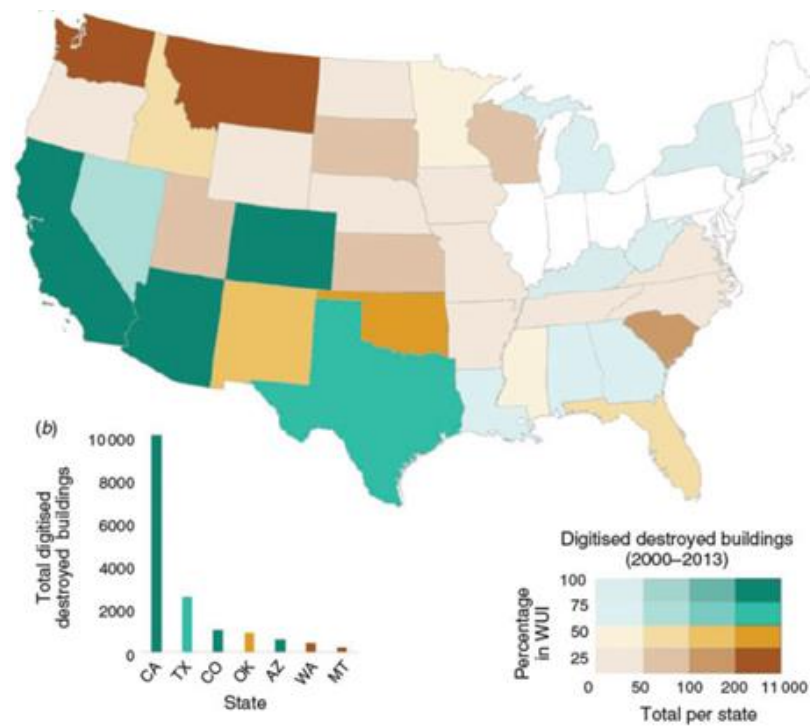 (b)
Total digitised
destroyed buildings
10 000
8000
6000
4000
2000
0
CA TX CO OK AZ WA MT
State
Digitised destroyed buildings
(2000–2013)
Percentage
in WUI
100
75
50
25
0 50 100 200 11 000
Total per state